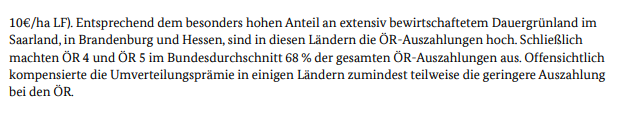 10€/ha LF). Entsprechend dem besonders hohen Anteil an extensiv bewirtschaftetem Dauergrünland im
Saarland, in Brandenburg und Hessen, sind in diesen Ländern die ÖR-Auszahlungen hoch. Schließlich
machten ÖR 4 und ÖR 5 im Bundesdurchschnitt 68 % der gesamten ÖR-Auszahlungen aus. Offensichtlich
kompensierte die Umverteilungsprämie in einigen Ländern zumindest teilweise die geringere Auszahlung
bei den ÖR.